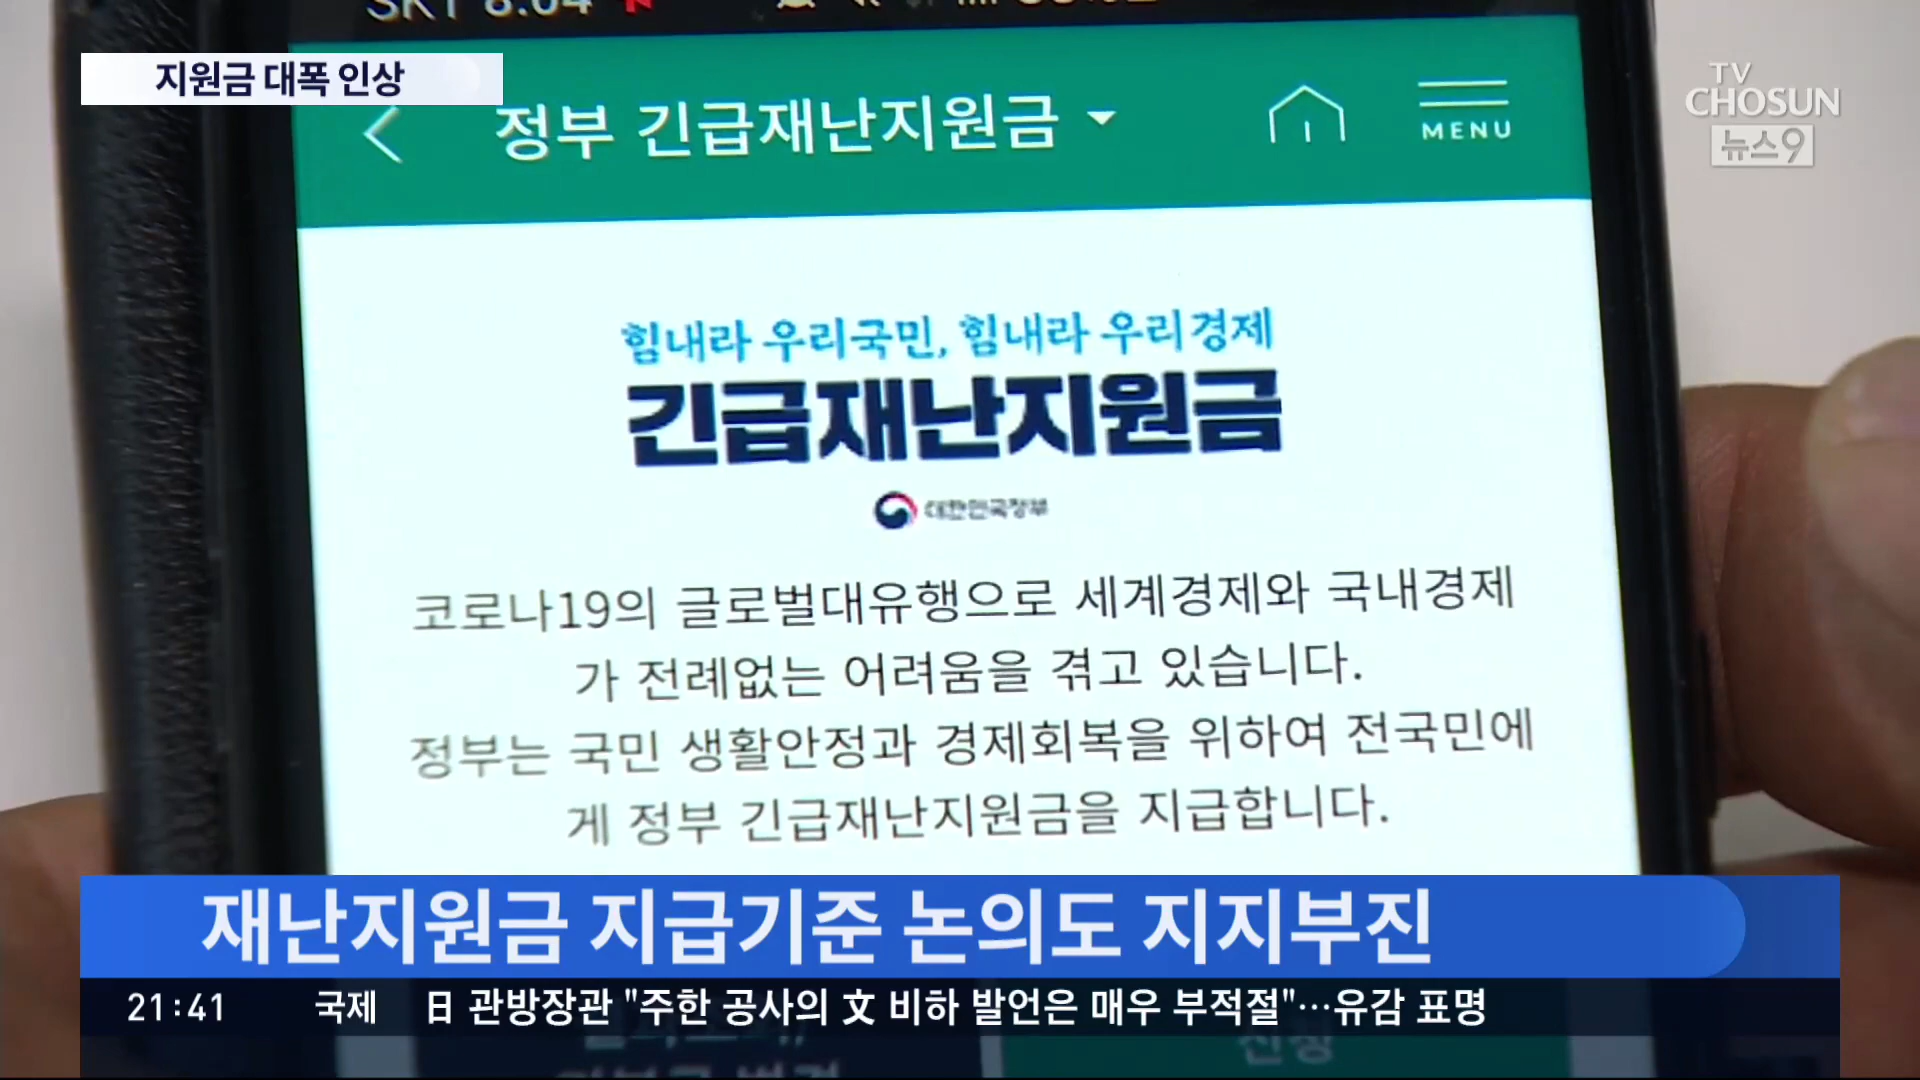 SKT 8:04
지원금 대폭 인상
TV
CHOSUN
뉴스9
정부 긴급재난지원금
MENU
힘내라 우리국민, 힘내라 우리경제
긴급재난지원금
대한민국정부
코로나19의 글로벌대유행으로 세계경제와 국내경제
가 전례없는 어려움을 겪고 있습니다.
정부는 국민 생활안정과 경제회복을 위하여 전국민에
게 정부 긴급재난지원금을 지급합니다.
재난지원금 지급기준 논의도 지지부진
21:41 국제 日 관방장관 "주한 공사의 文 비하 발언은 매우 부적절"…유감 표명
신청